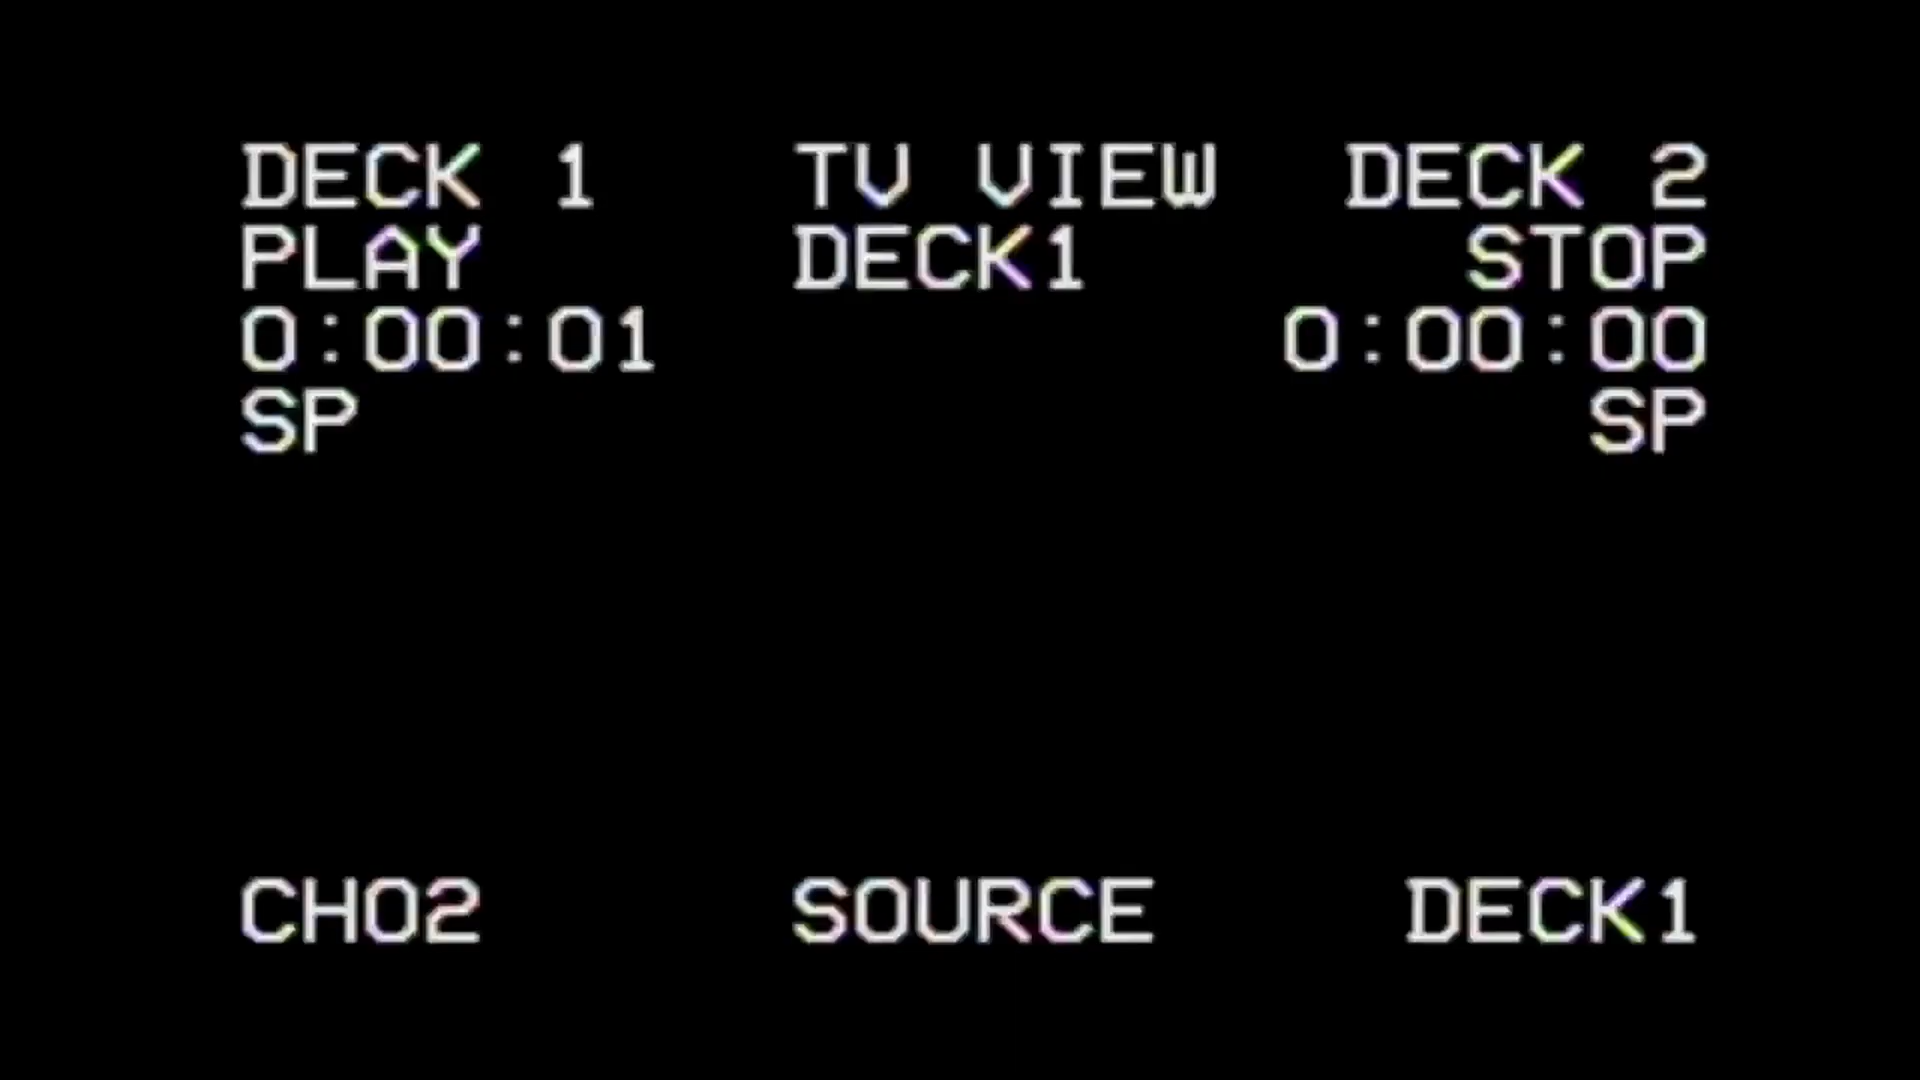 DECK 1 TV VIEW DECK 2
PLAY DECK1 STOP
0:00:01 0:00:00
SP SP
CH02 SOURCE DECK1